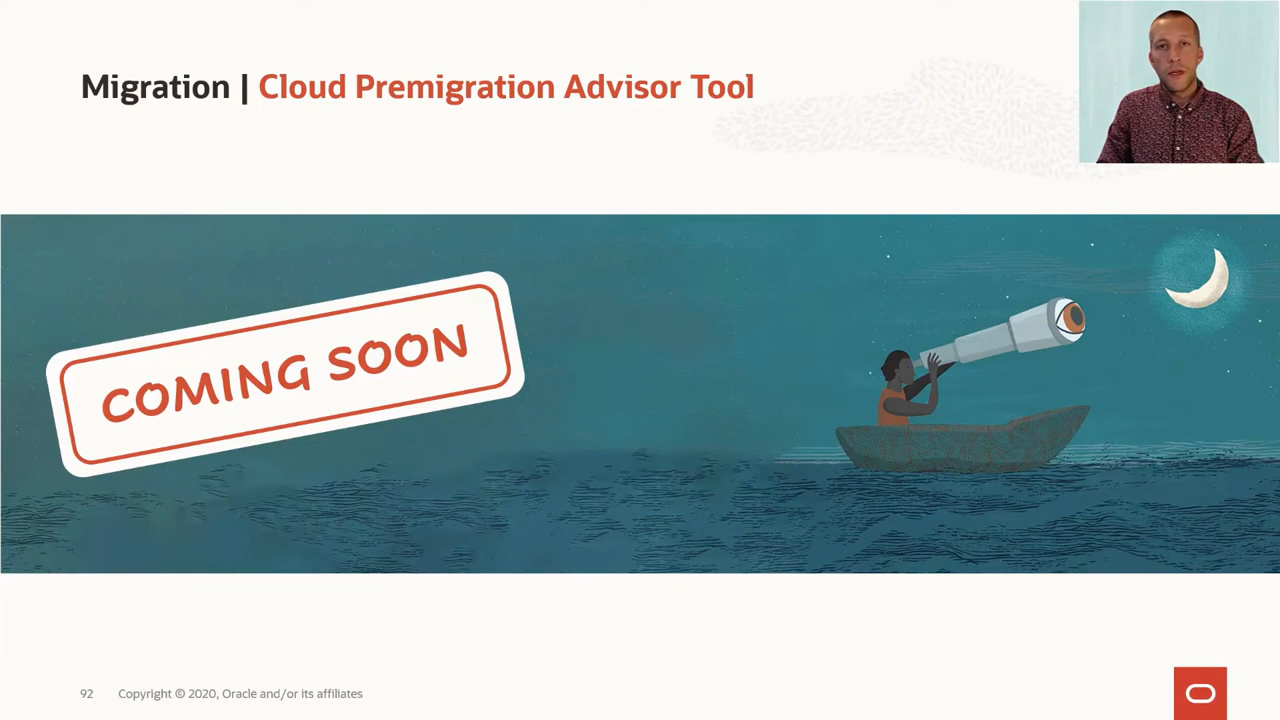 Migration | Cloud Premigration Advisor Tool
COMING SOON
92 Copyright © 2020, Oracle and/or its affiliates